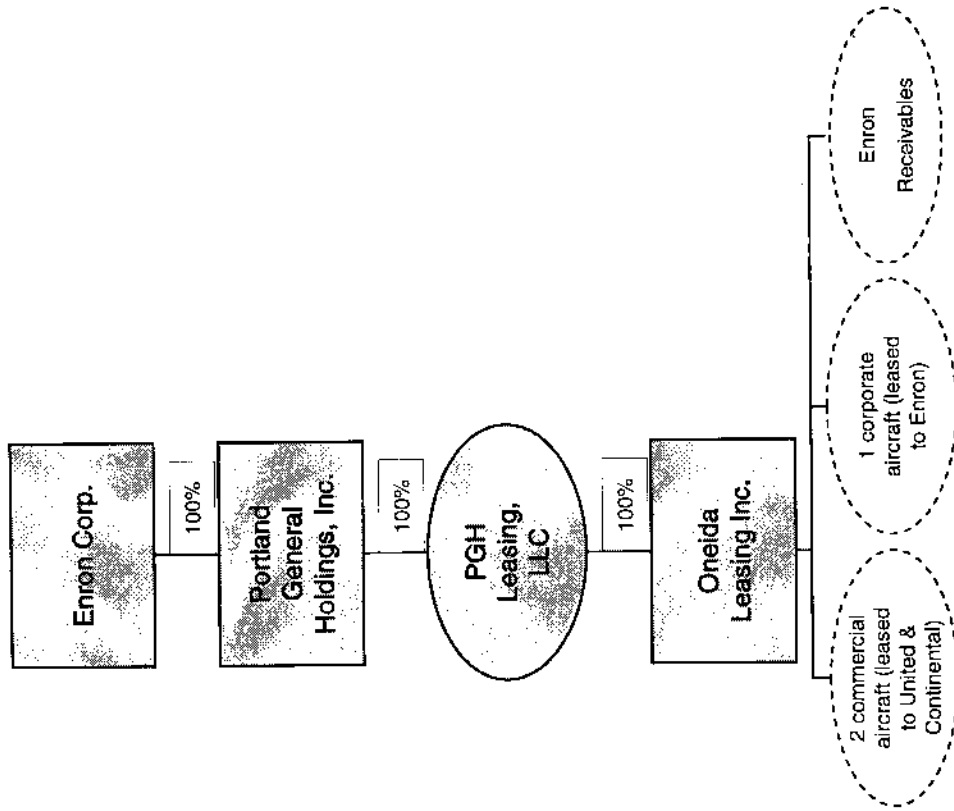 Enron Corp.
100%
Portland
General
Holdings, Inc.
100%
PGH
Leasing,
LLC
100%
Oneida
Leasing Inc.
2 commercial
aircraft (leased
to United &
Continental)
1 corporate
aircraft (leased
to Enron)
Enron
Receivables